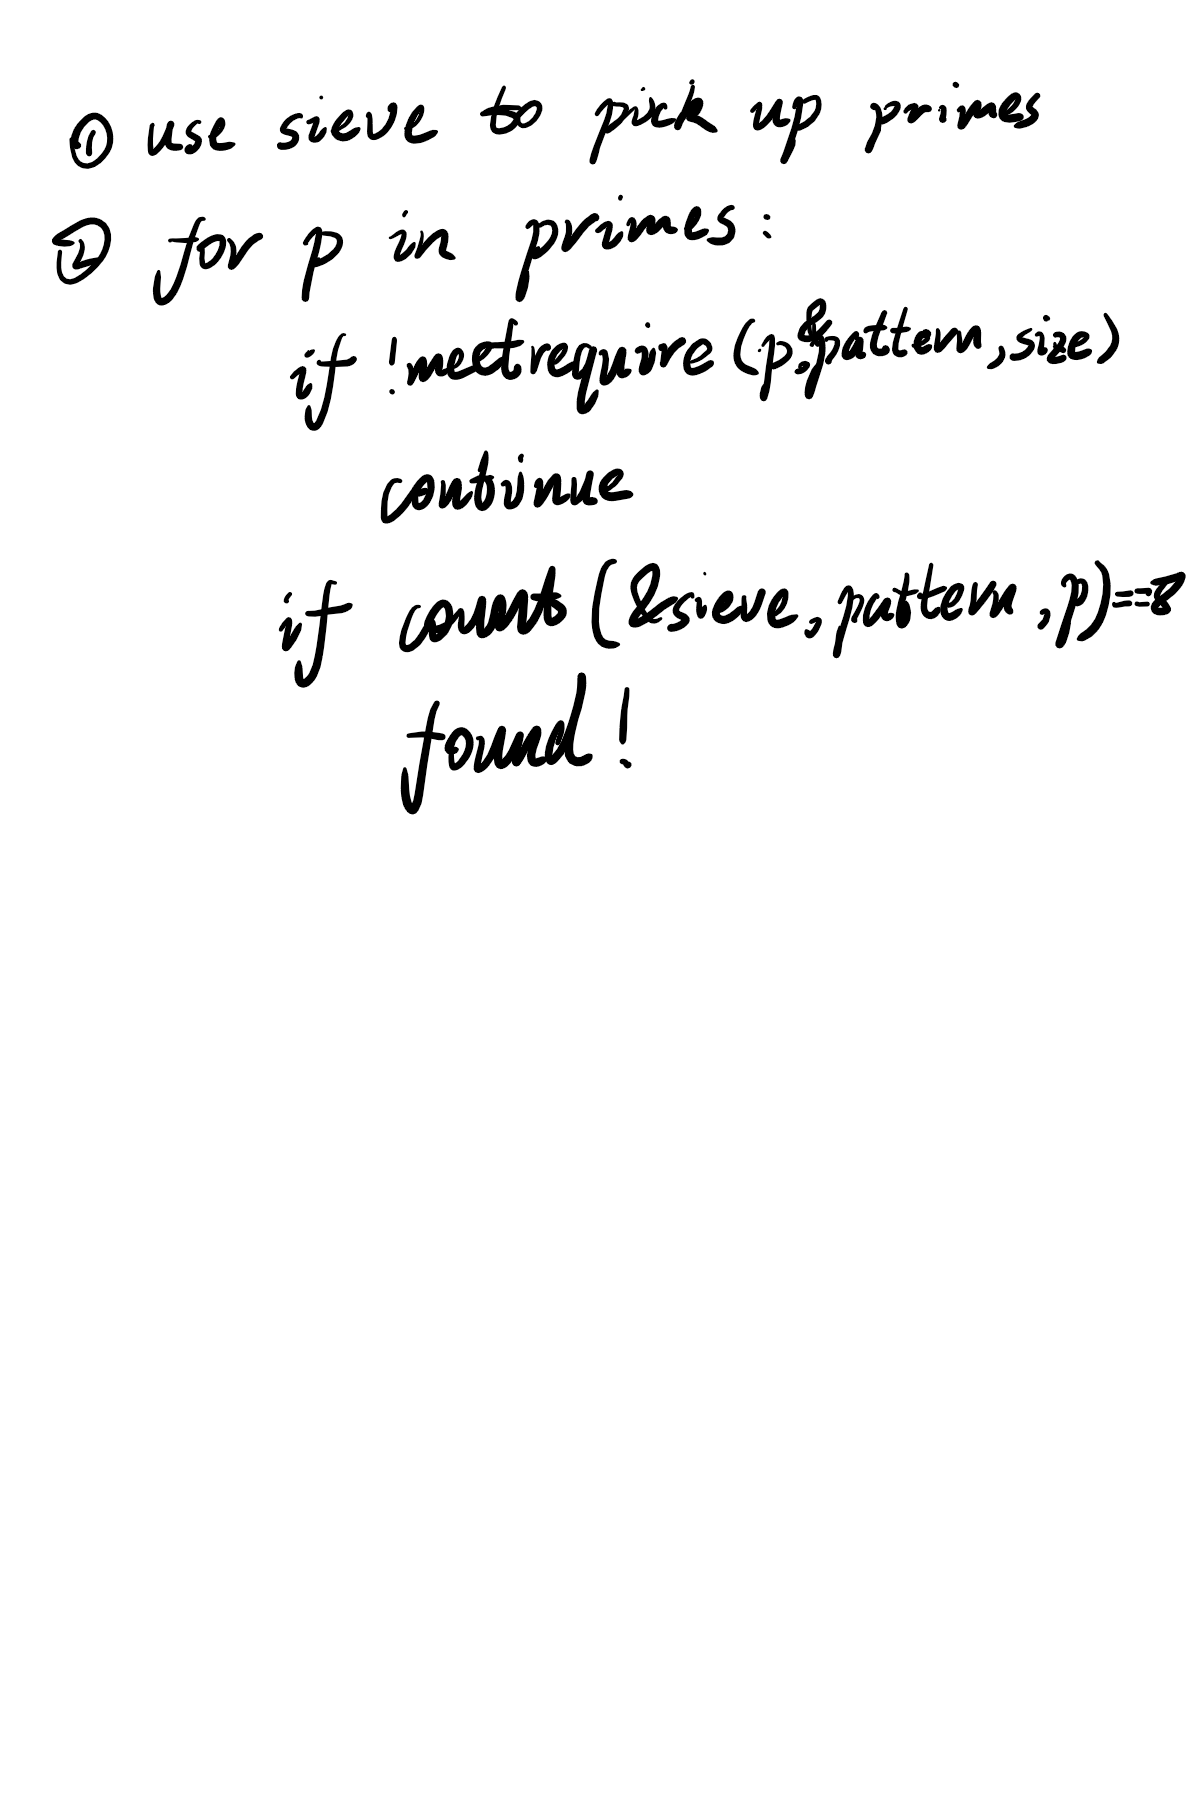 ① use sieve to pick up primes
② for p in primes:
if !meetrequire(p,&pattern,size)
continue
if count(&sieve,pattern,p)==8
found!